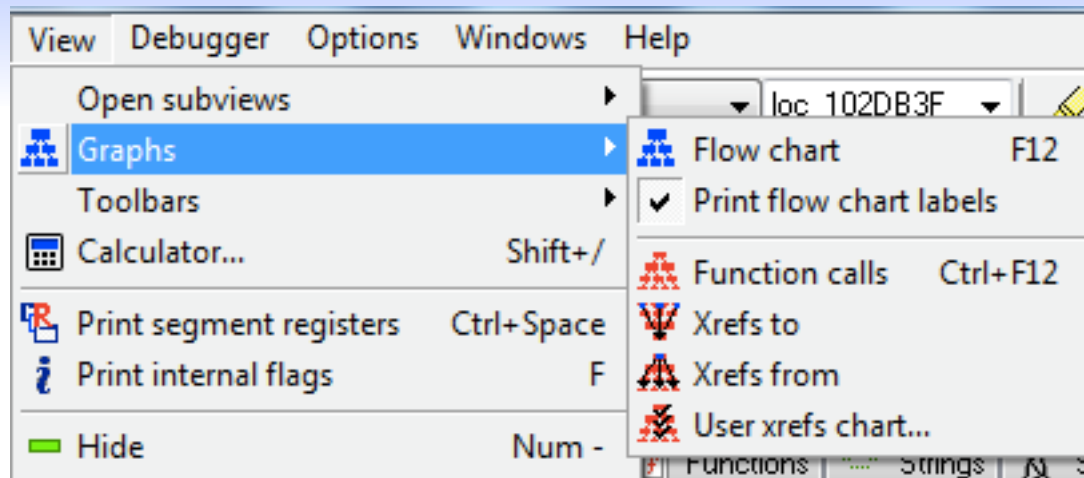 View Debugger Options Windows Help
Open subviews
loc_102DB3F
Graphs
Flow chart F12
Toolbars
Print flow chart labels
Calculator... Shift+/
Function calls Ctrl+F12
Print segment registers Ctrl+Space
Xrefs to
Print internal flags F
Xrefs from
User xrefs chart...
Hide Num -
Functions Strings